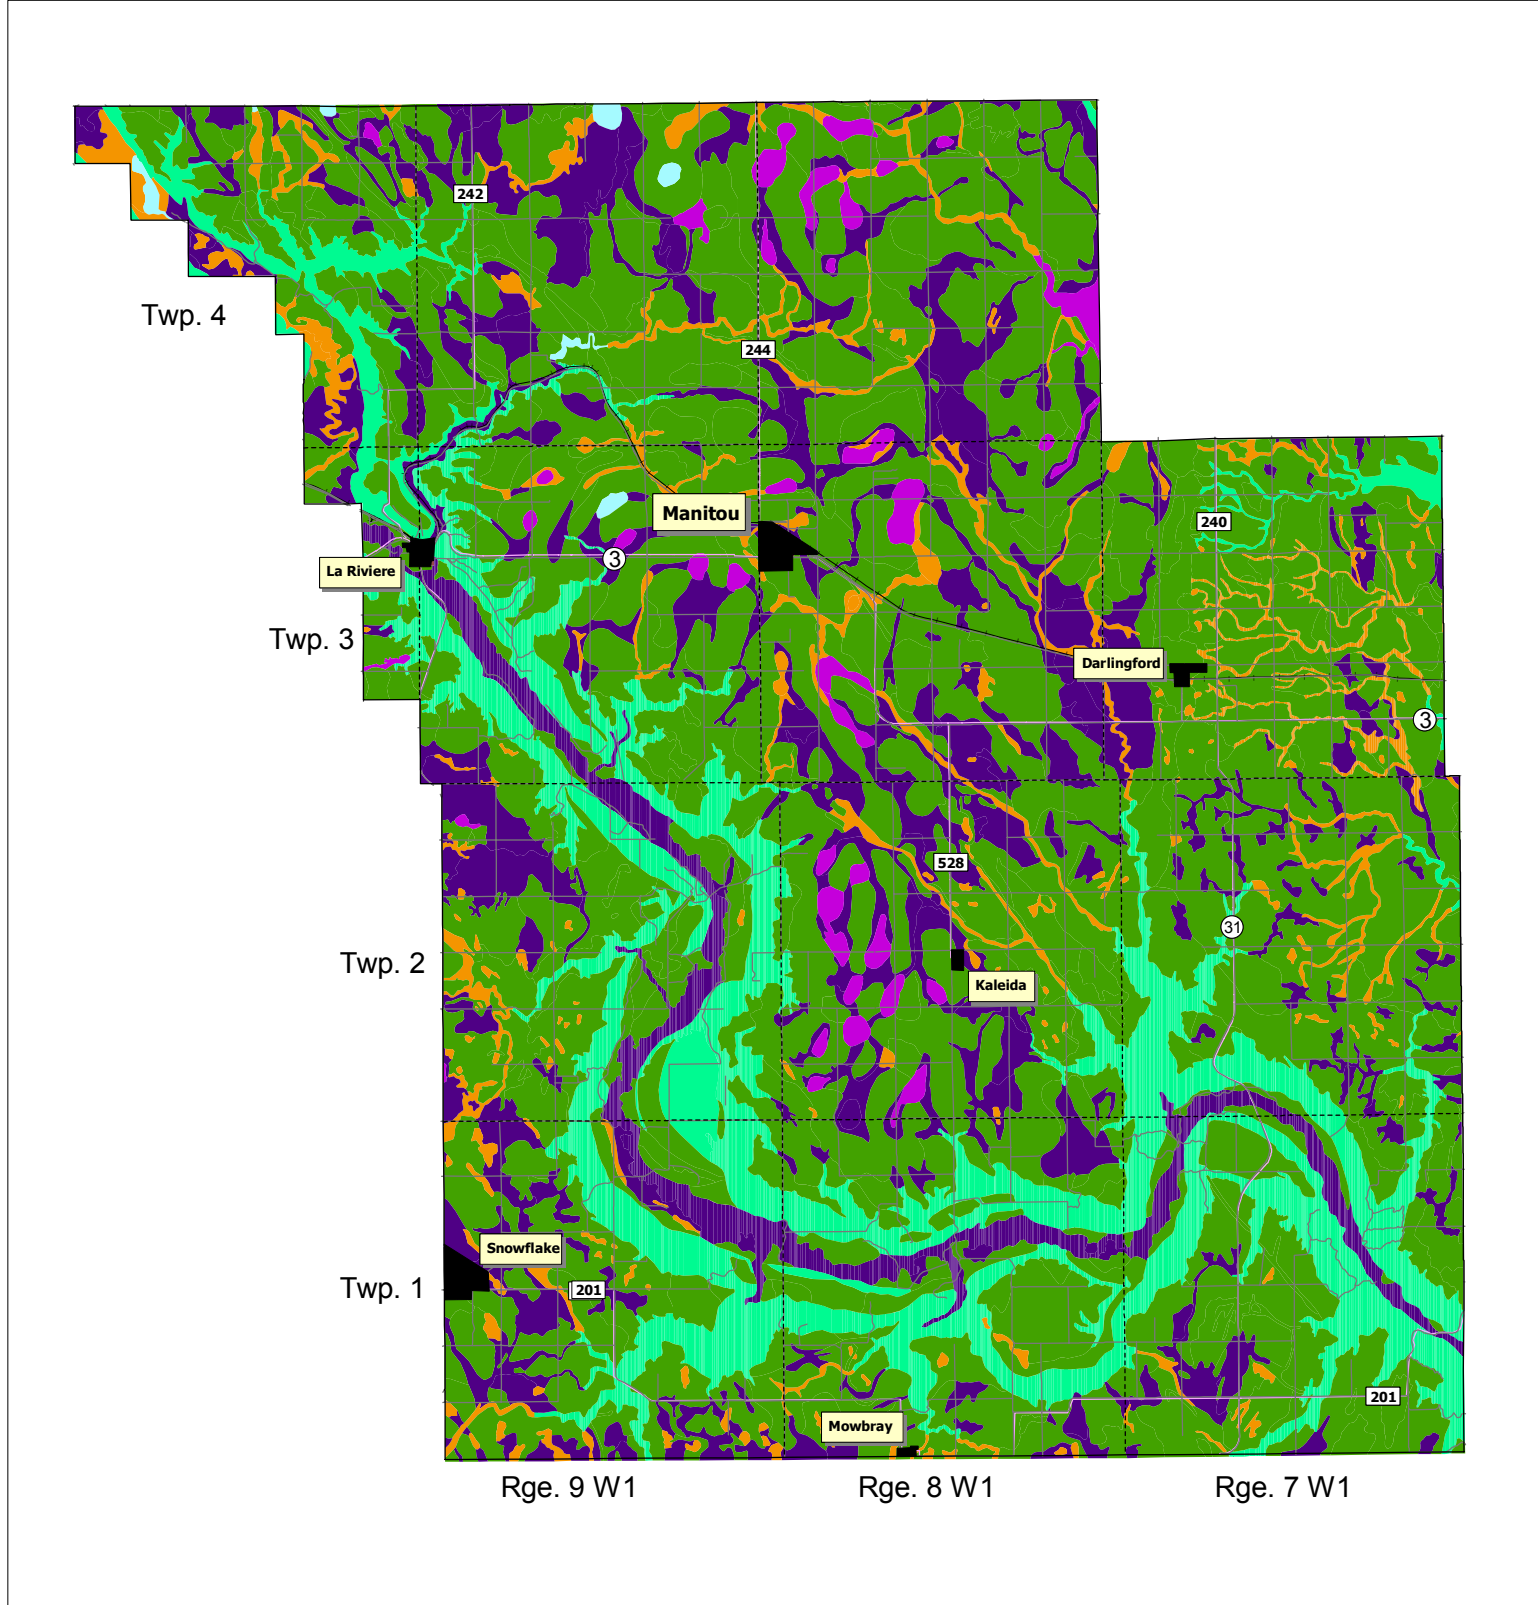 242
Twp. 4
244
Manitou
240
3
La Riviere
Twp. 3
Darlingford
3
528
31
Twp. 2
Kaleida
Snowflake
Twp. 1
201
201
Mowbray
Rge. 9 W1
Rge. 8 W1
Rge. 7 W1